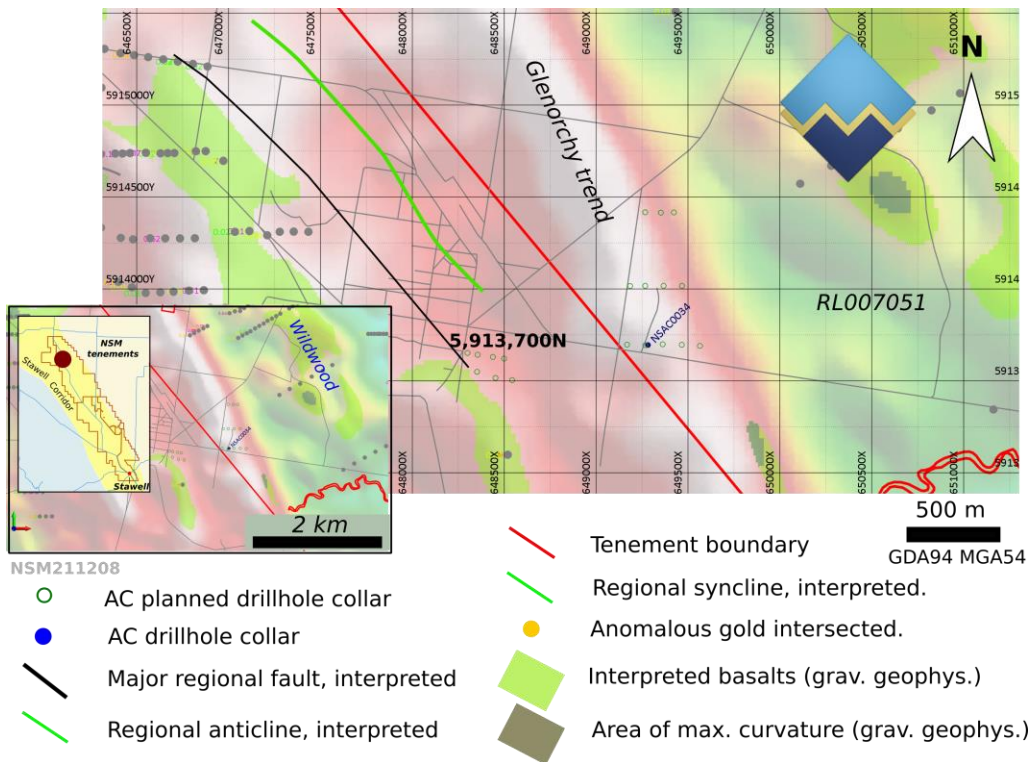 646500X
647000X
647500X
648000X
648500X
649000X
649500X
650000X
650500X
651000X
N
5915000Y
5915
Glenorchy trend
5914500Y
5914
RL007051
5914000Y
5914
NSAC0034
5,913,700N
5913
5912
648000X
648500X
649000X
649500X
650000X
650500X
651000X
NSM
tenements
Stawell Corridor
Stawell
Wildwood
NSAC0034
2 km
500 m
GDA94 MGA54
NSM211208
AC planned drillhole collar
AC drillhole collar
Major regional fault, interpreted
Regional anticline, interpreted
Tenement boundary
Regional syncline, interpreted.
Anomalous gold intersected.
Interpreted basalts (grav. geophys.)
Area of max. curvature (grav. geophys.)